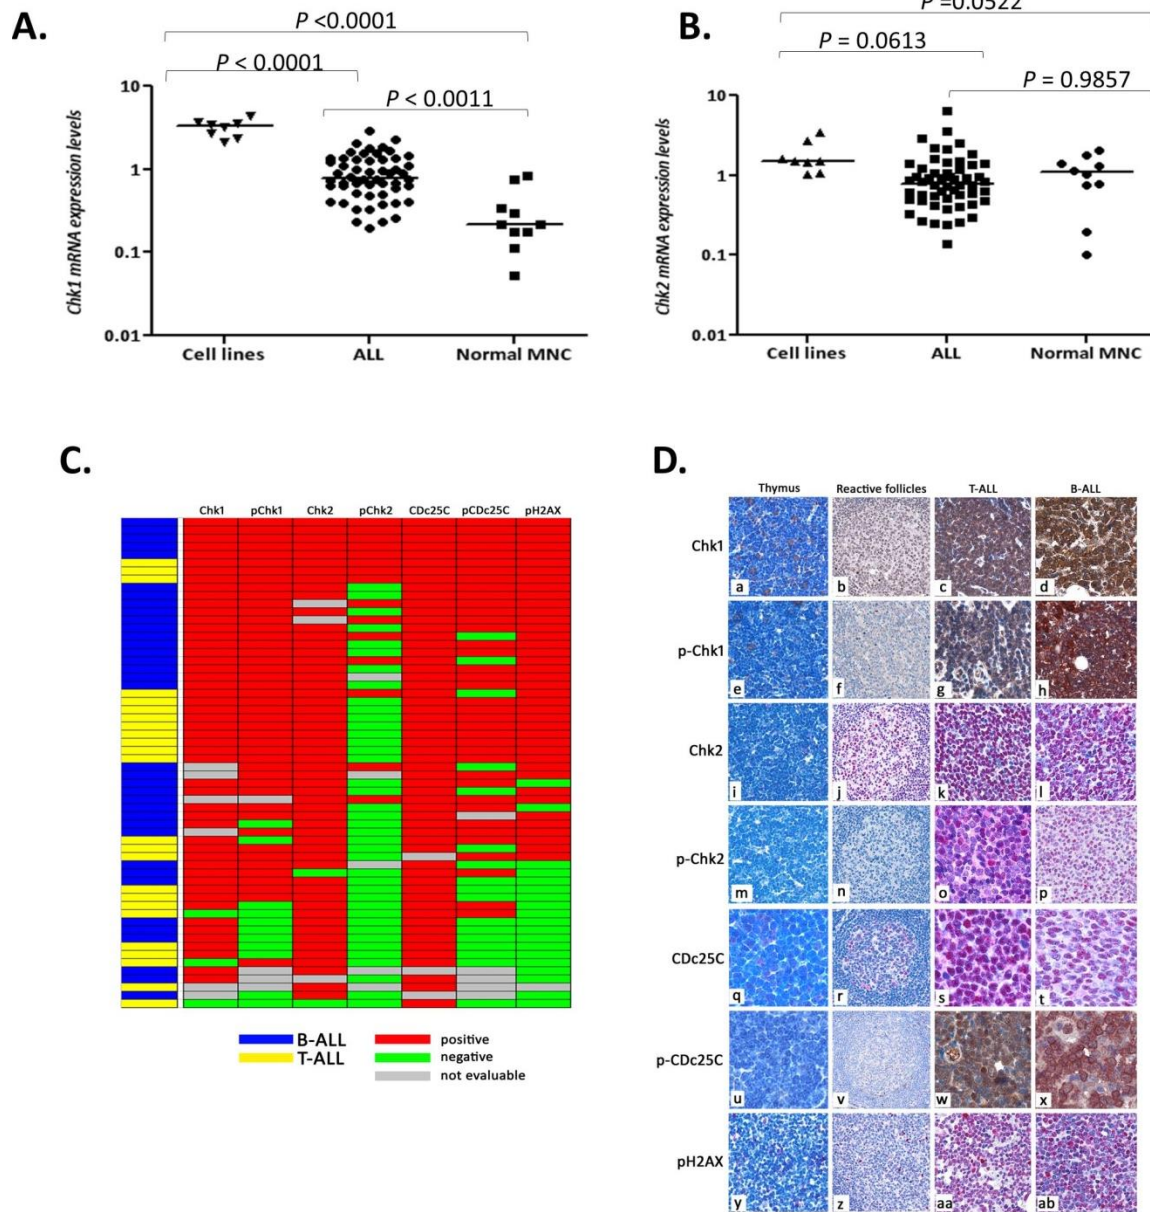 A.
P <0.0001
P < 0.0001
P < 0.0011
Chk1 mRNA expression levels
10
1
0.1
0.01
Cell lines
ALL
Normal MNC
B.
P =0.0522
P = 0.0613
P = 0.9857
Chk2 mRNA expression levels
10
1
0.1
0.01
Cell lines
ALL
Normal MNC
C.
Chk1 pChk1 Chk2 pChk2 CDc25C pCDc25C pH2AX
B-ALL
T-ALL
positive
negative
not evaluable
D.
Thymus Reactive follicles T-ALL B-ALL
Chk1
a b c d
p-Chk1
e f g h
Chk2
i j k l
p-Chk2
m n o p
CDc25C
q r s t
p-CDc25C
u v w x
pH2AX
y z aa ab